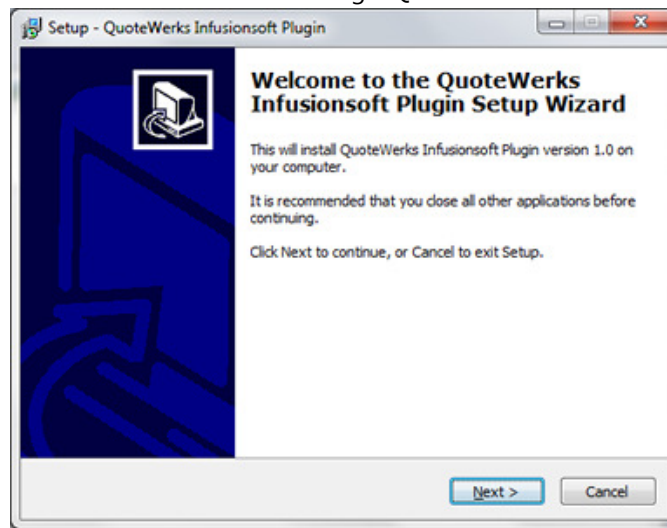 Setup - QuoteWerks Infusionsoft Plugin
Welcome to the QuoteWerks
Infusionsoft Plugin Setup Wizard
This will install QuoteWerks Infusionsoft Plugin version 1.0 on
your computer.
It is recommended that you close all other applications before
continuing.
Click Next to continue, or Cancel to exit Setup.
Next >
Cancel